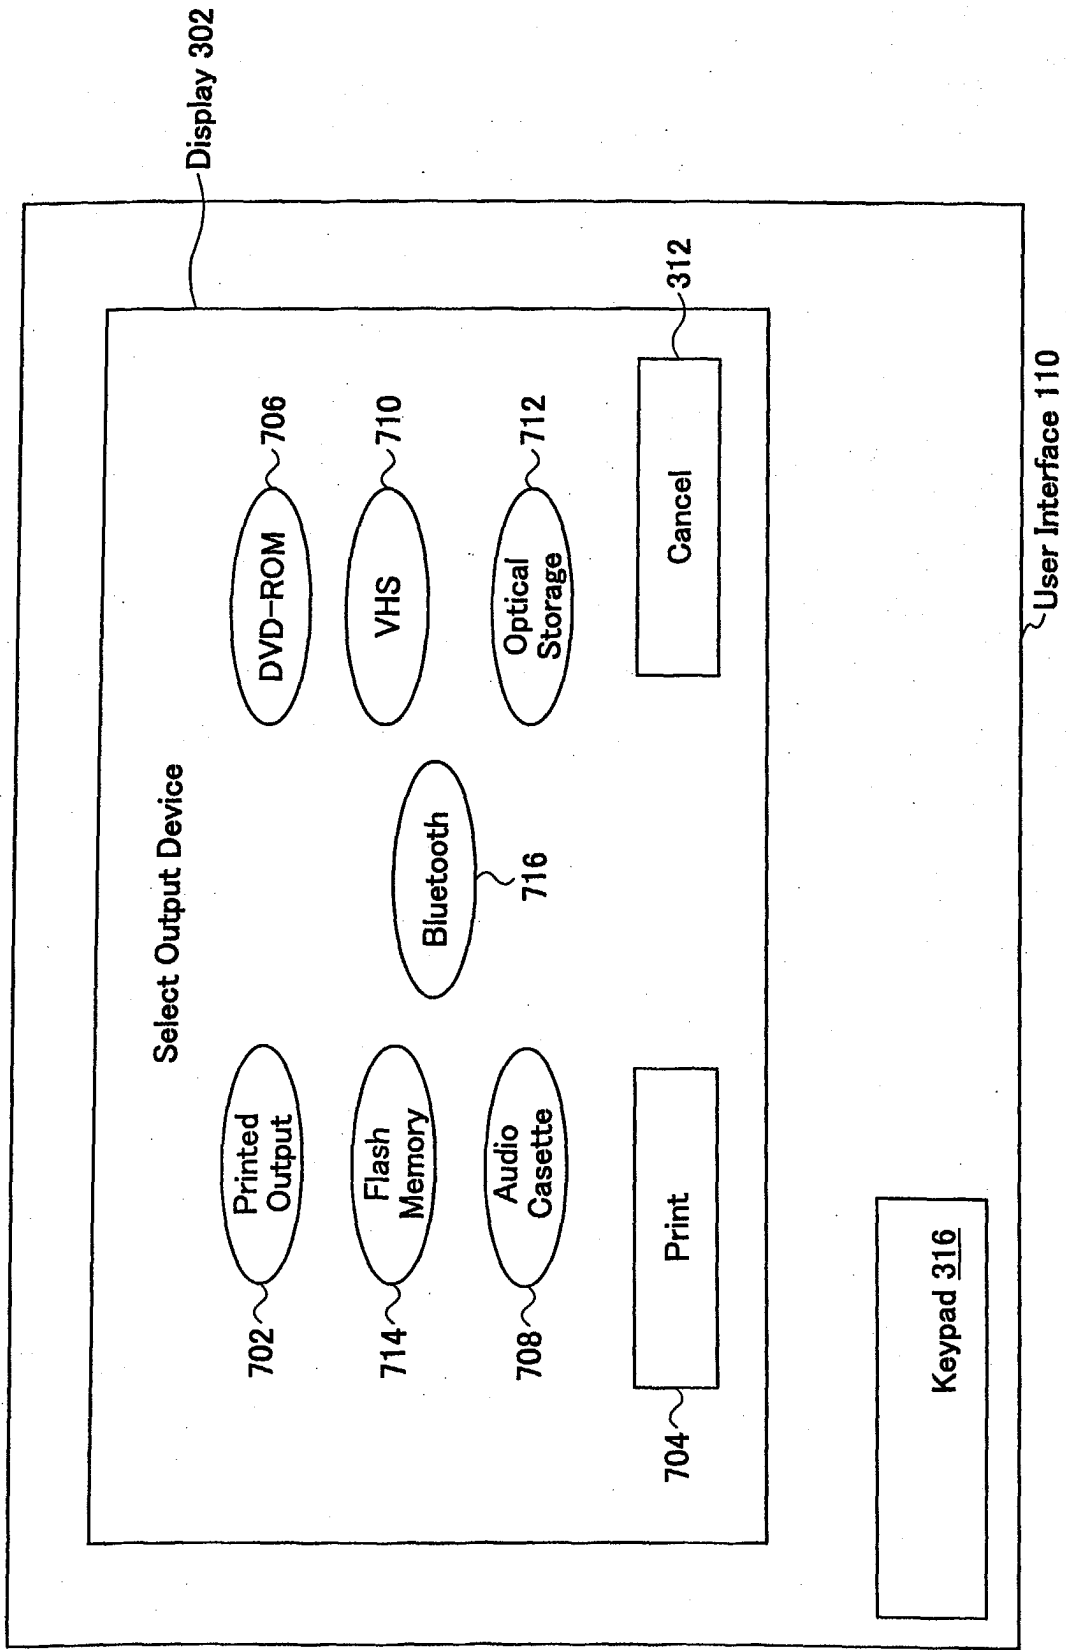 Display 302
Select Output Device
Printed
Output
702
DVD-ROM
706
Flash
Memory
714
Bluetooth
716
VHS
710
Audio
Casette
708
Optical
Storage
712
Print
704
Cancel
312
Keypad 316
User Interface 110